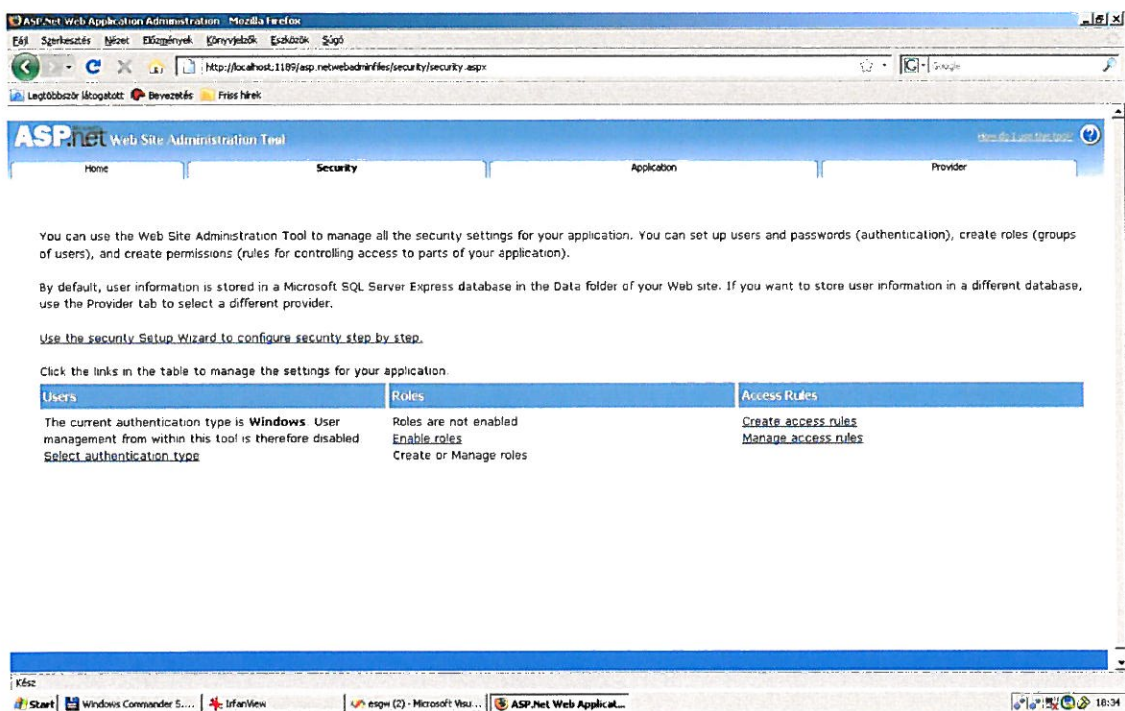 ASP.Net Web Application Administration - Mozilla Firefox
Fájl Szerkesztés Nézet Előzmények Könyvjelzők Eszközök Súgó
http://localhost:1189/asp.netwebadminfiles/security/security.aspx
Google
Legtöbbször látogatott Bevezetés Friss hírek
ASP.net Web Site Administration Tool
How do I use this tool? ?
Home Security Application Provider
You can use the Web Site Administration Tool to manage all the security settings for your application. You can set up users and passwords (authentication), create roles (groups
of users), and create permissions (rules for controlling access to parts of your application).
By default, user information is stored in a Microsoft SQL Server Express database in the Data folder of your Web site. If you want to store user information in a different database,
use the Provider tab to select a different provider.
Use the security Setup Wizard to configure security step by step.
Click the links in the table to manage the settings for your application.
Users Roles Access Rules
The current authentication type is Windows. User Roles are not enabled Create access rules
management from within this tool is therefore disabled Enable roles Manage access rules
Select authentication type Create or Manage roles
Kész
Start Windows Commander 5.... IrfanView esgw (2) - Microsoft Visu... ASP.Net Web Applicat... 18:34